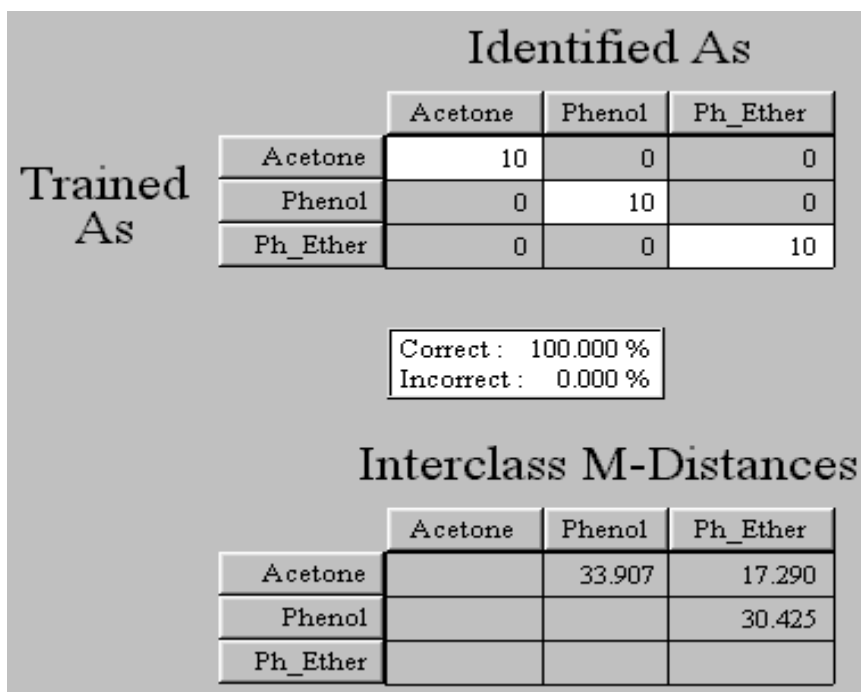 Identified As
Acetone Phenol Ph_Ether
Trained As
Acetone 10 0 0
Phenol 0 10 0
Ph_Ether 0 0 10
Correct : 100.000 %
Incorrect : 0.000 %
Interclass M-Distances
Acetone Phenol Ph_Ether
Acetone 33.907 17.290
Phenol 30.425
Ph_Ether